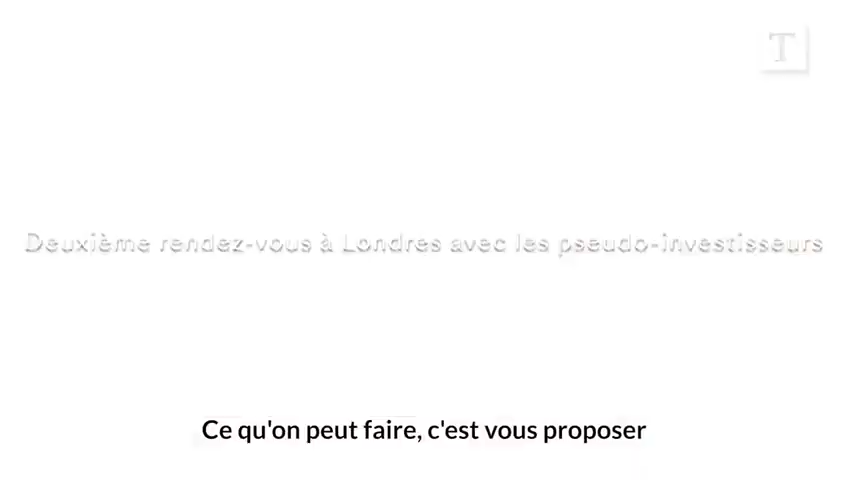 T
Deuxième rendez-vous à Londres avec les pseudo-investisseurs
Ce qu'on peut faire, c'est vous proposer